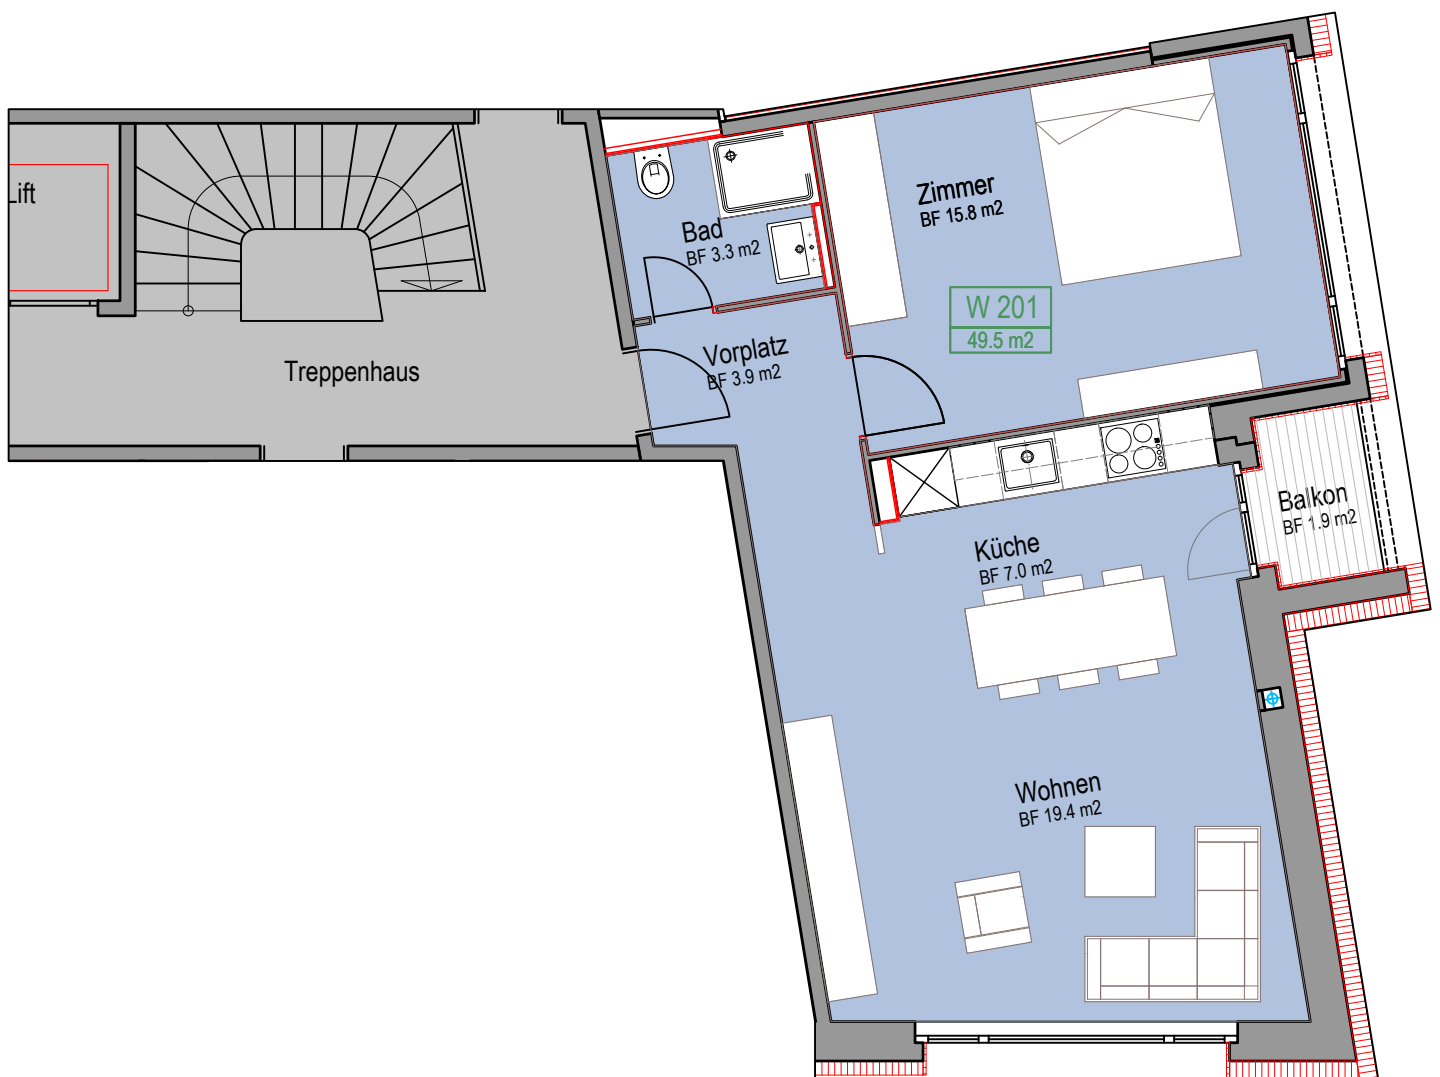 Lift
Treppenhaus
Bad
BF 3.3 m2
Zimmer
BF 15.8 m2
W 201
49.5 m2
Vorplatz
BF 3.9 m2
Balkon
BF 1.9 m2
Küche
BF 7.0 m2
Wohnen
BF 19.4 m2